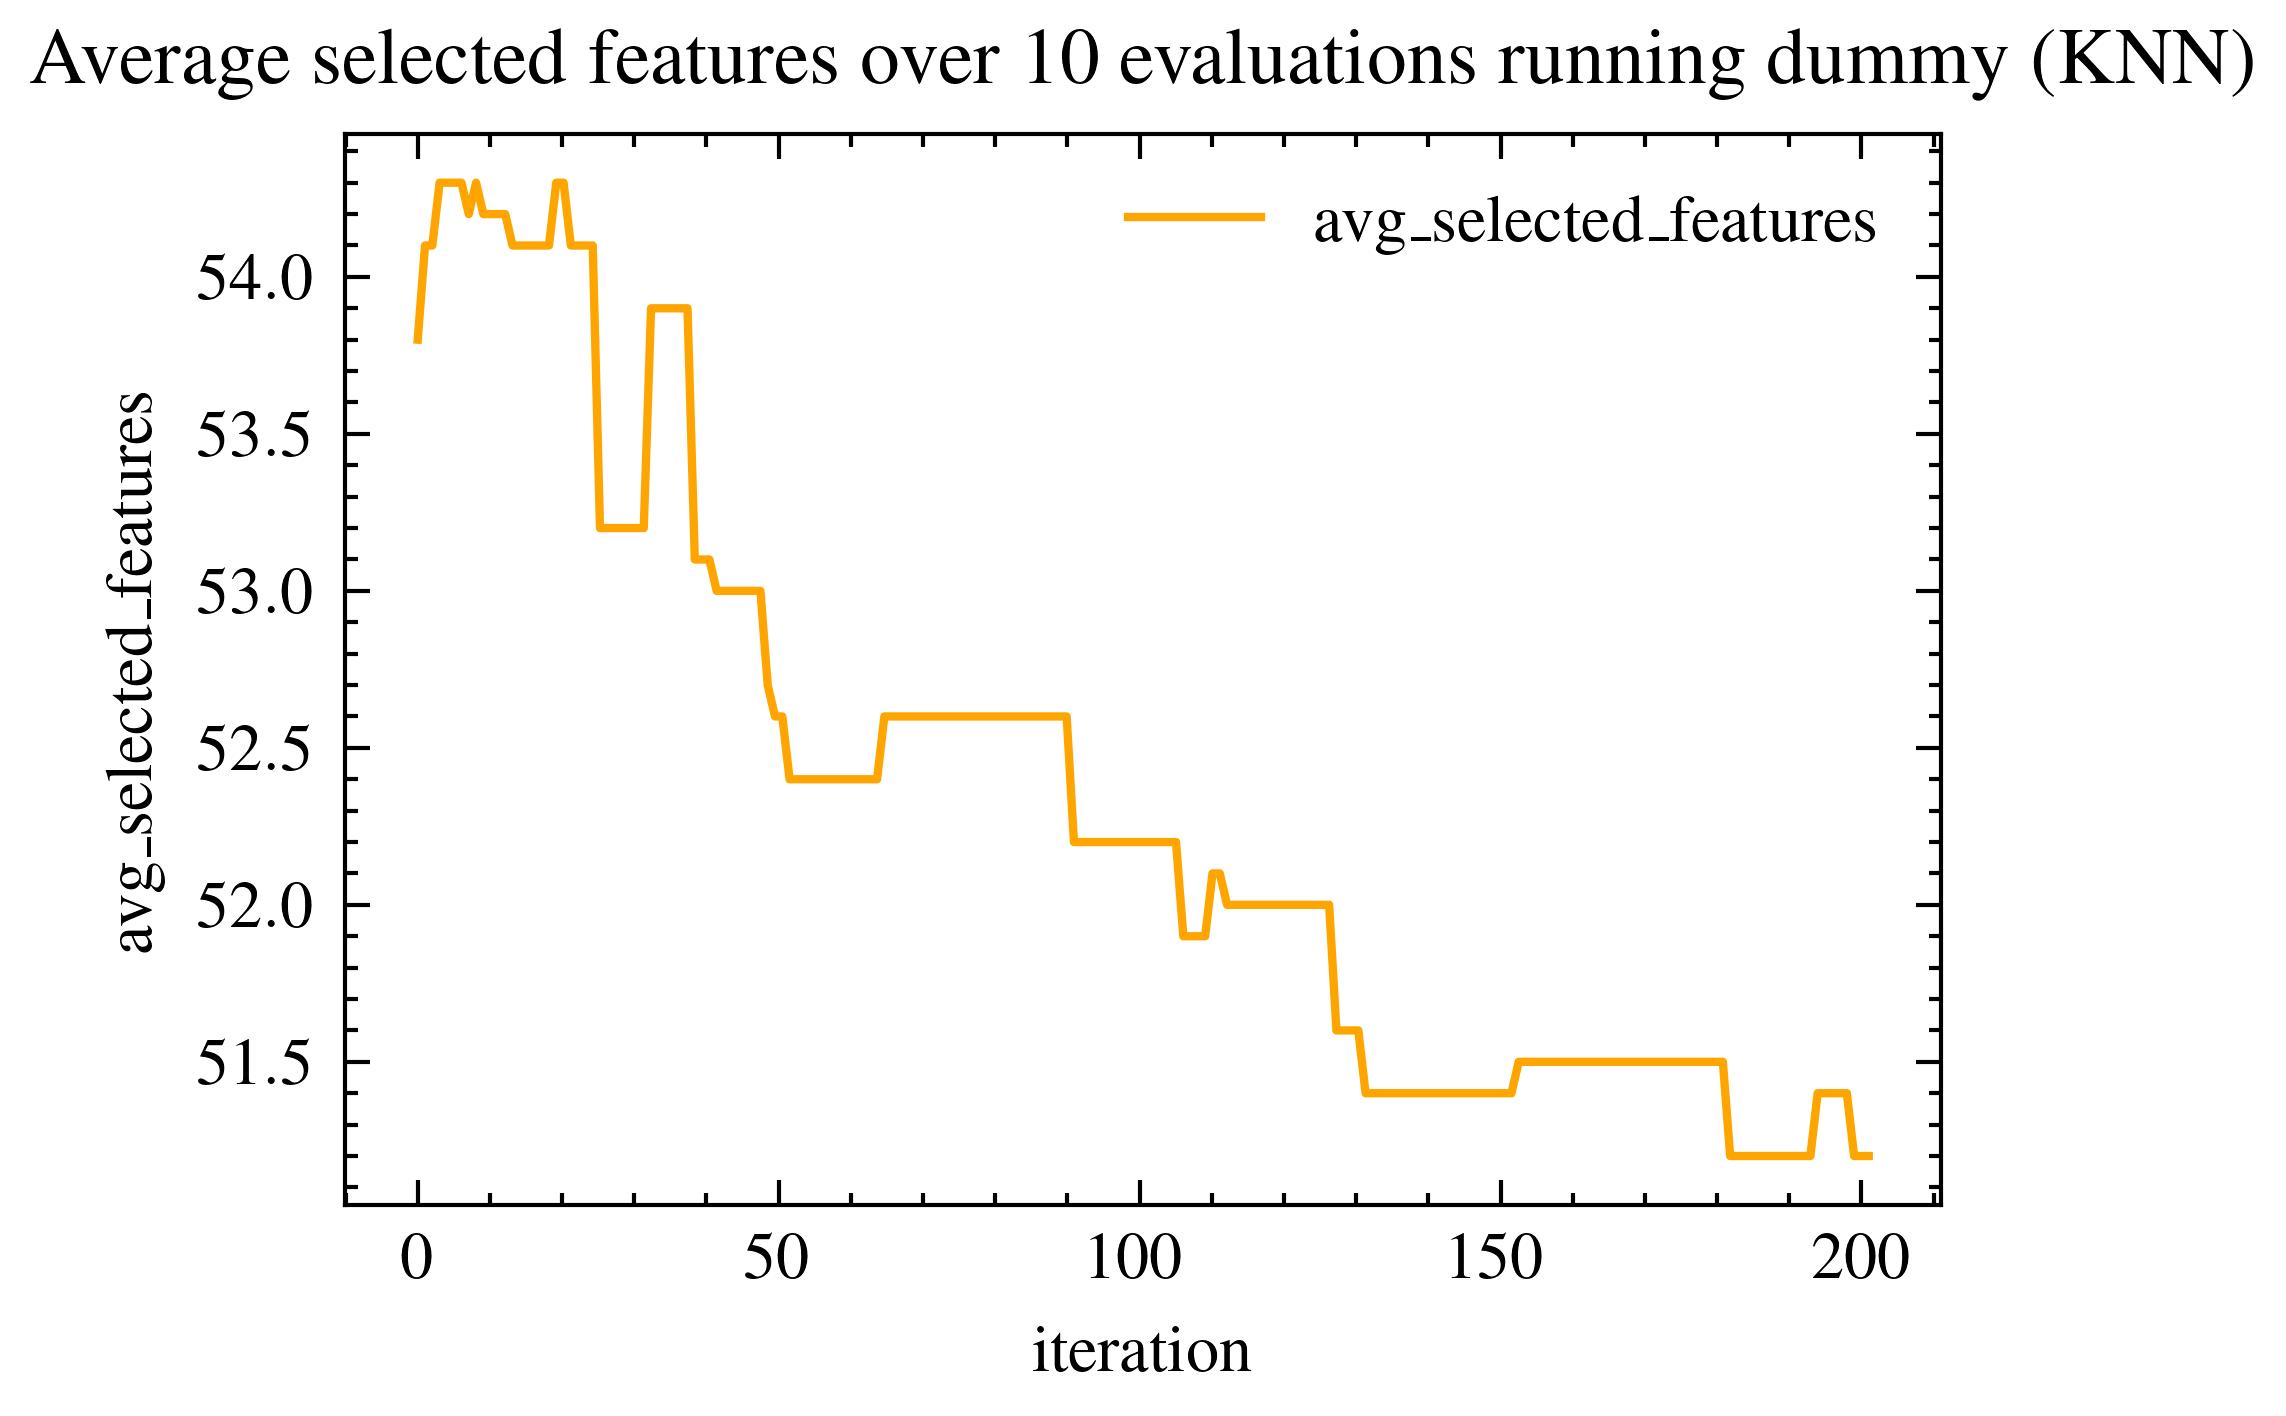 Average selected features over 10 evaluations running dummy (KNN)
avg_selected_features
avg_selected_features
54.0
53.5
53.0
52.5
52.0
51.5
0 50 100 150 200
iteration